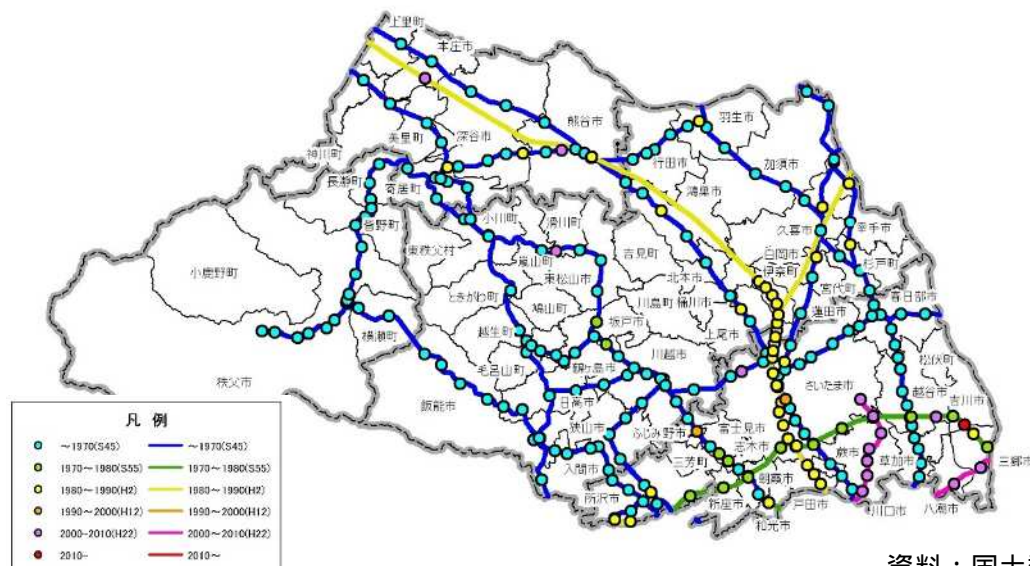 上里町
本庄市
熊谷市
羽生市
美里町
深谷市
行田市
加須市
神川町
長瀞町
寄居町
鴻巣市
久喜市
幸手市
皆野町
小川町
滑川町
東秩父村
嵐山町
吉見町
白岡市
伊奈町
杉戸町
小鹿野町
東松山市
北本市
宮代町
春日部市
ときがわ町
鳩山町
川島町
桶川市
蓮田市
横瀬町
越生町
坂戸市
上尾市
毛呂山町
鶴ヶ島市
川越市
松伏町
秩父市
さいたま市
越谷市
飯能市
日高市
吉川市
狭山市
ふじみ野市
富士見市
志木市
入間市
三芳町
蕨市
草加市
三郷市
朝霞市
所沢市
新座市
戸田市
川口市
八潮市
和光市
凡 例
～1970(S45) ～1970(S45)
1970～1980(S55) 1970～1980(S55)
1980～1990(H2) 1980～1990(H2)
1990～2000(H12) 1990～2000(H12)
2000-2010(H22) 2000～2010(H22)
2010- 2010～
資料：国土